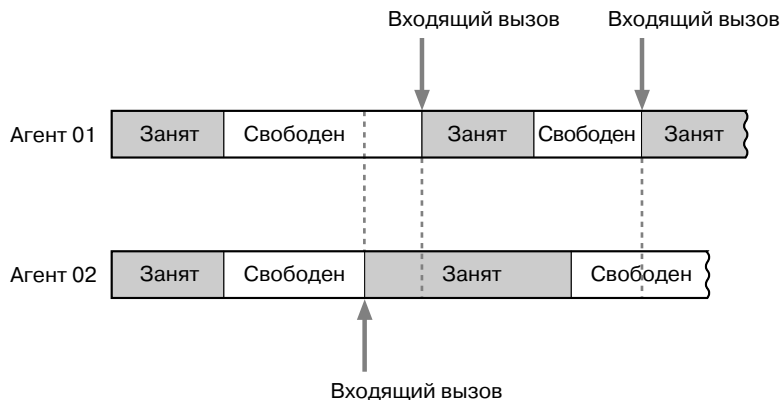 Входящий вызов Входящий вызов
Агент 01 Занят Свободен Занят Свободен Занят
Агент 02 Занят Свободен Занят Свободен
Входящий вызов